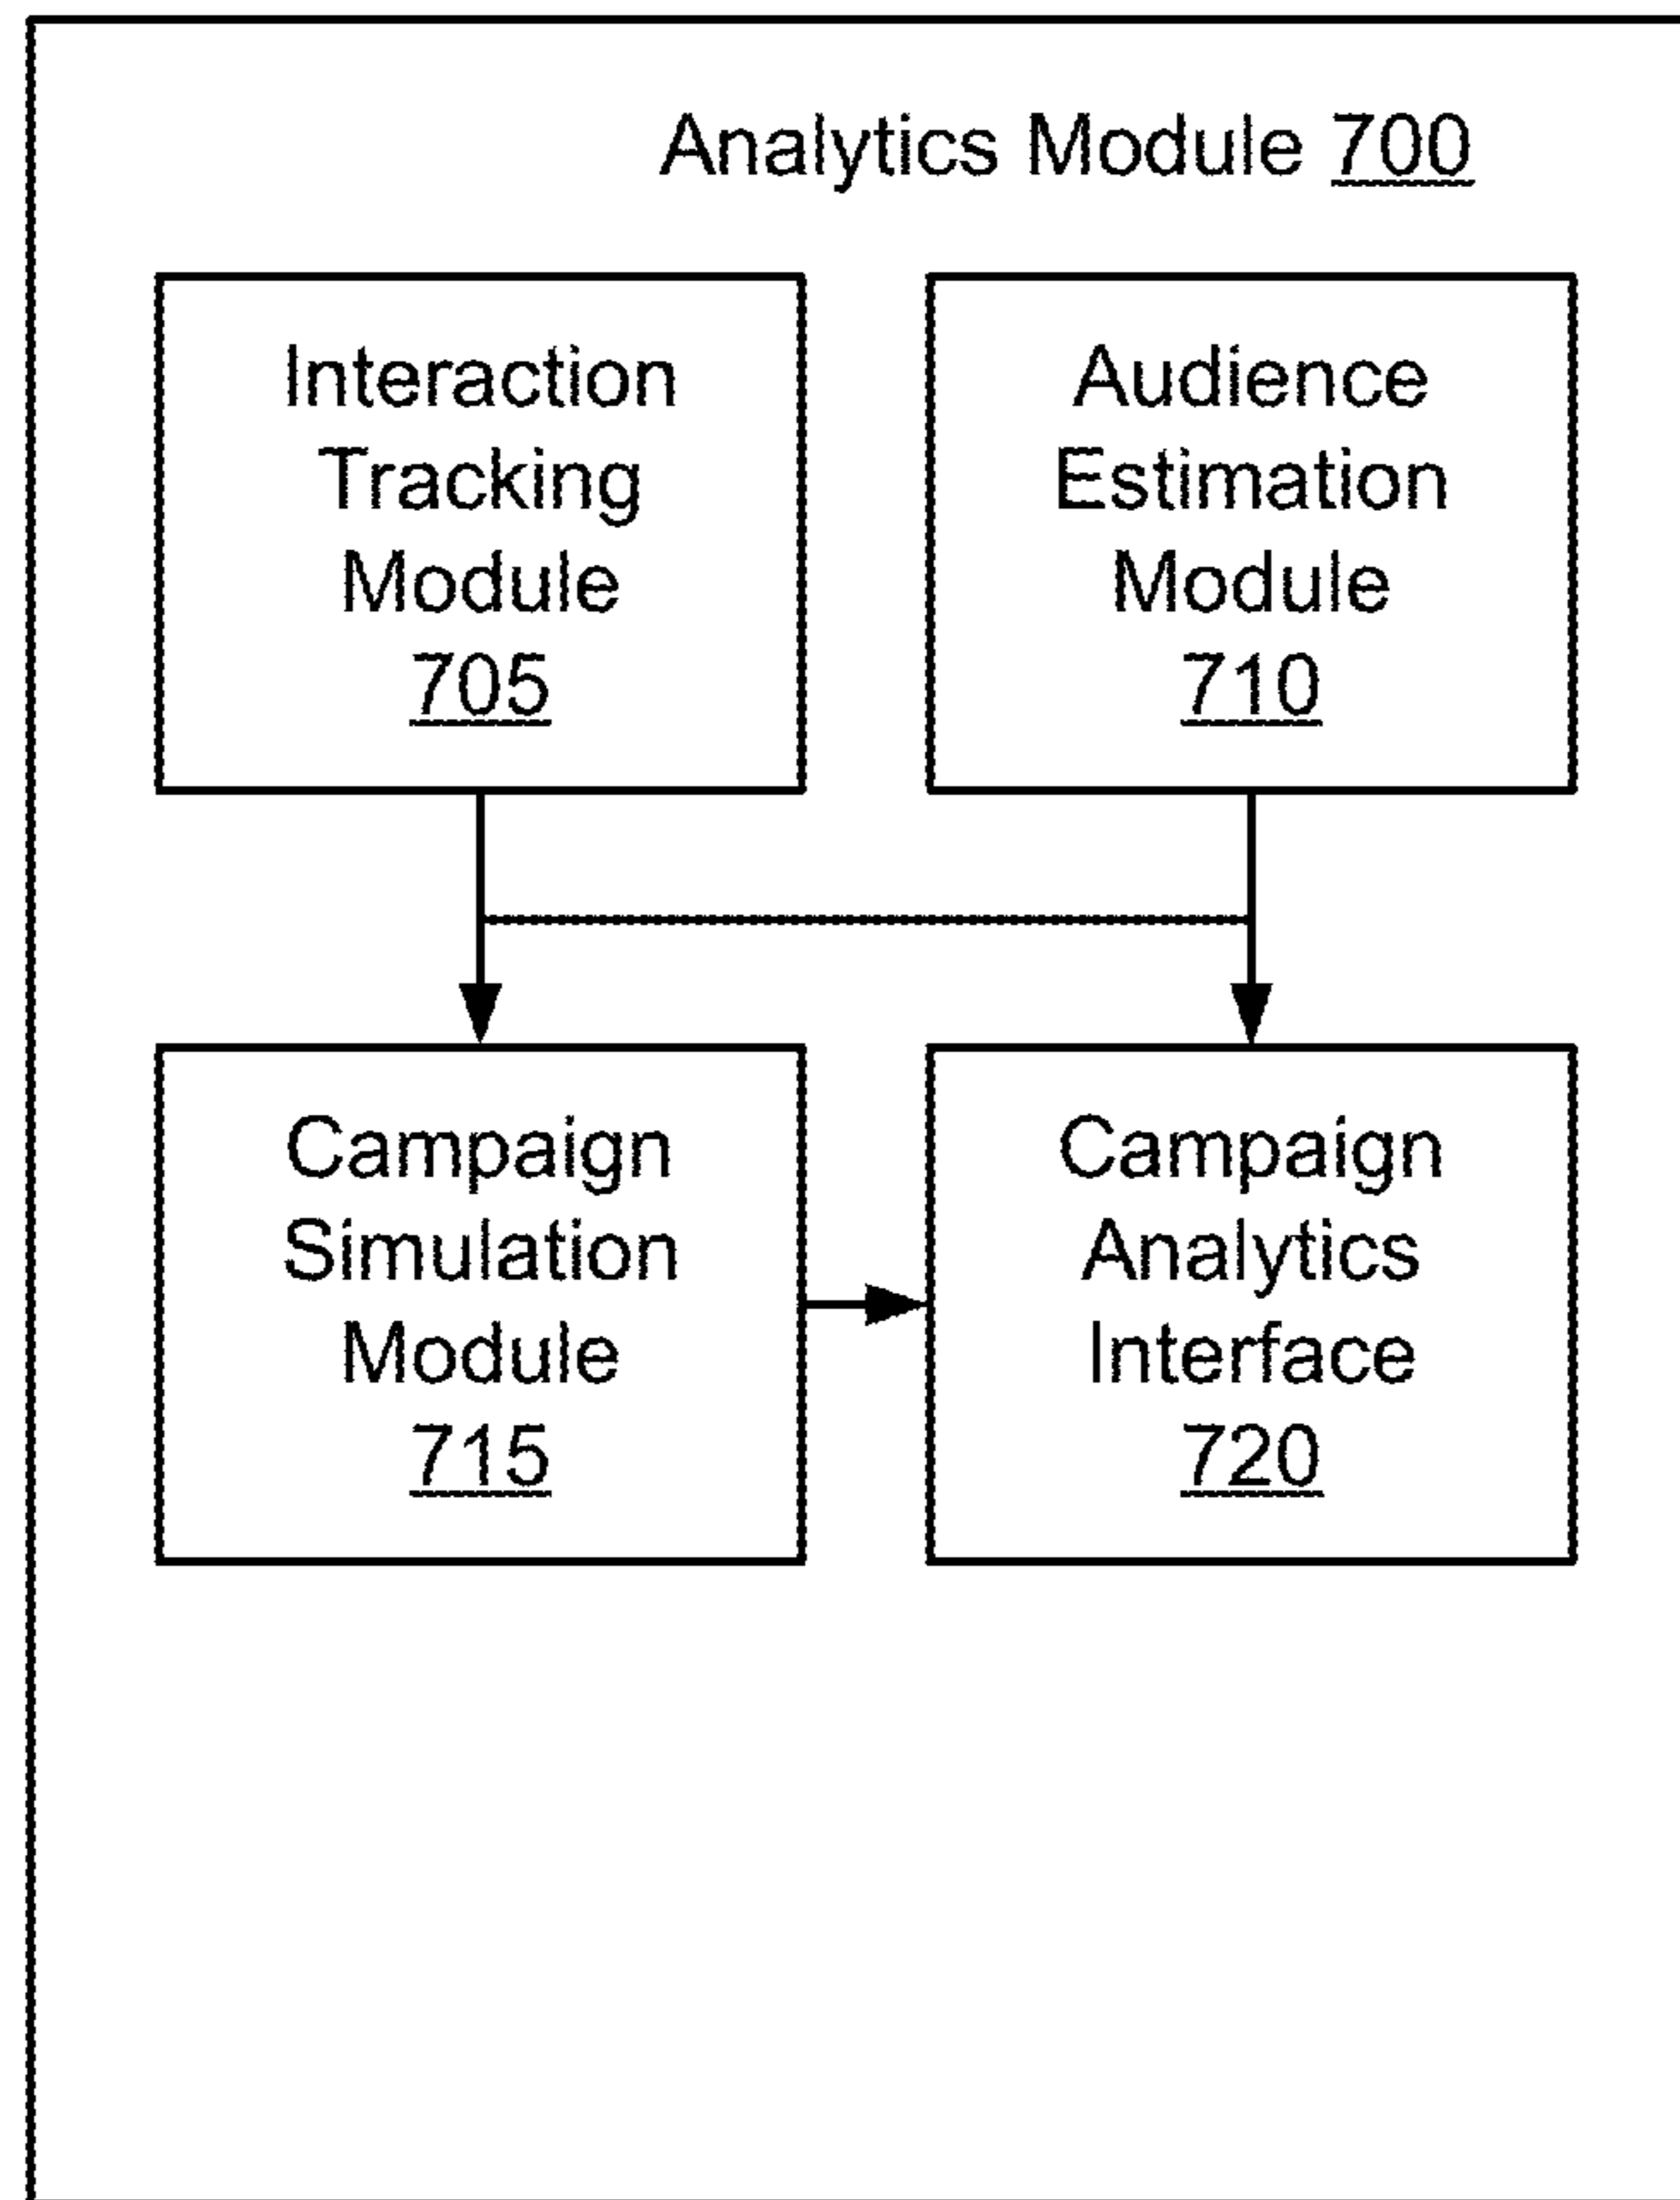 Analytics Module 700
Interaction
Tracking
Module
705
Audience
Estimation
Module
710
Campaign
Simulation
Module
715
Campaign
Analytics
Interface
720